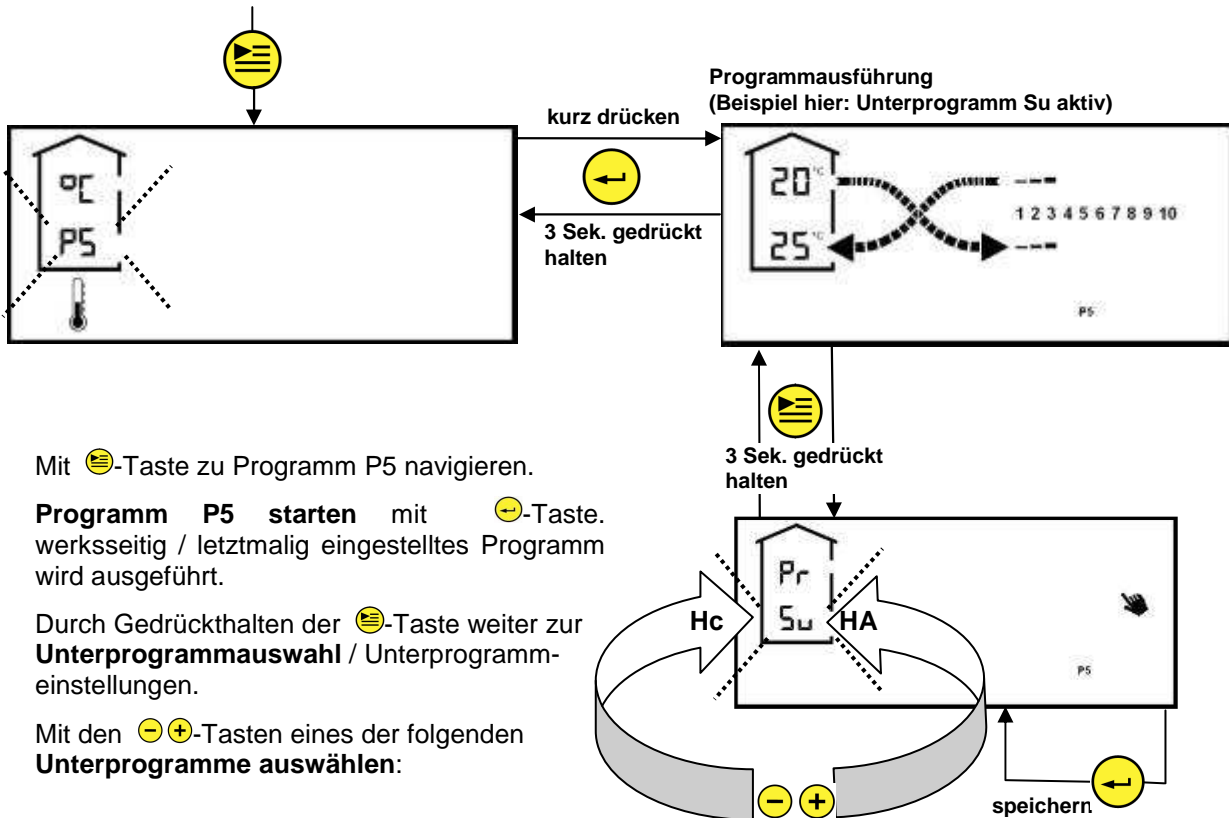 Programmausführung
(Beispiel hier: Unterprogramm Su aktiv)
kurz drücken
3 Sek. gedrückt
halten
°C
P5
20 °C
1 2 3 4 5 6 7 8 9 10
25 °C
P5
3 Sek. gedrückt
halten
Mit -Taste zu Programm P5 navigieren.
Programm P5 starten mit -Taste.
werksseitig / letztmalig eingestelltes Programm
wird ausgeführt.
Durch Gedrückthalten der -Taste weiter zur
Unterprogrammauswahl / Unterprogramm-
einstellungen.
Mit den -Tasten eines der folgenden
Unterprogramme auswählen:
Pr
Hc Su HA
P5
speichern